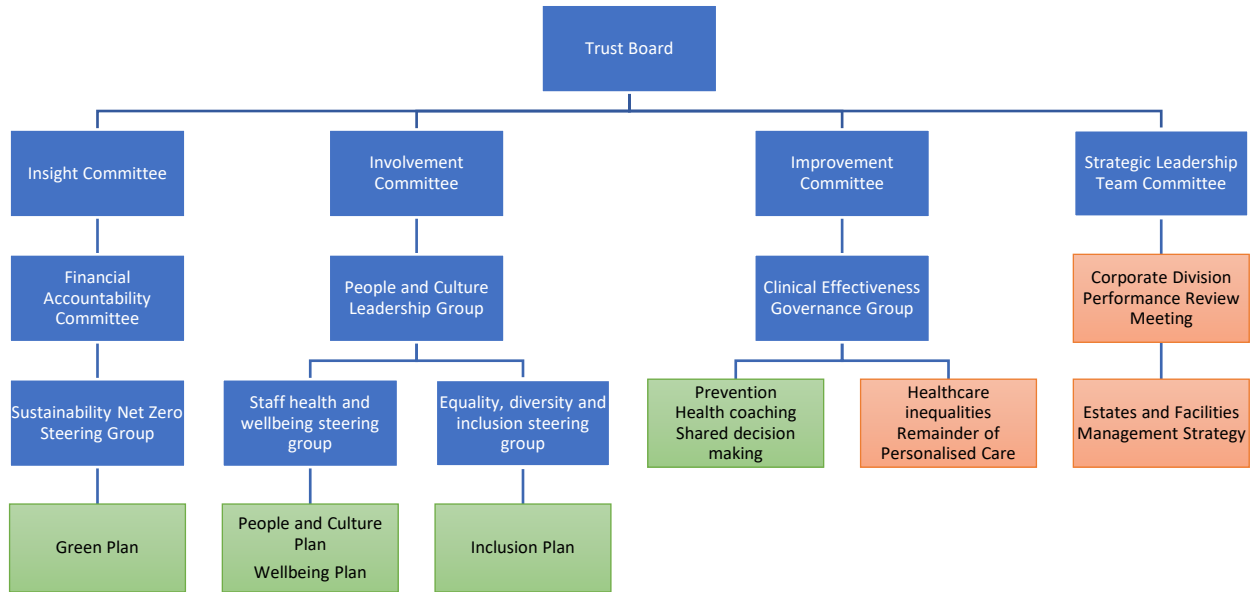 Trust Board
Insight Committee
Involvement
Committee
Improvement
Committee
Strategic Leadership
Team Committee
Financial
Accountability
Committee
People and Culture
Leadership Group
Clinical Effectiveness
Governance Group
Corporate Division
Performance Review
Meeting
Sustainability Net Zero
Steering Group
Staff health and
wellbeing steering
group
Equality, diversity and
inclusion steering
group
Prevention
Health coaching
Shared decision
making
Healthcare
inequalities
Remainder of
Personalised Care
Estates and Facilities
Management Strategy
Green Plan
People and Culture
Plan
Wellbeing Plan
Inclusion Plan